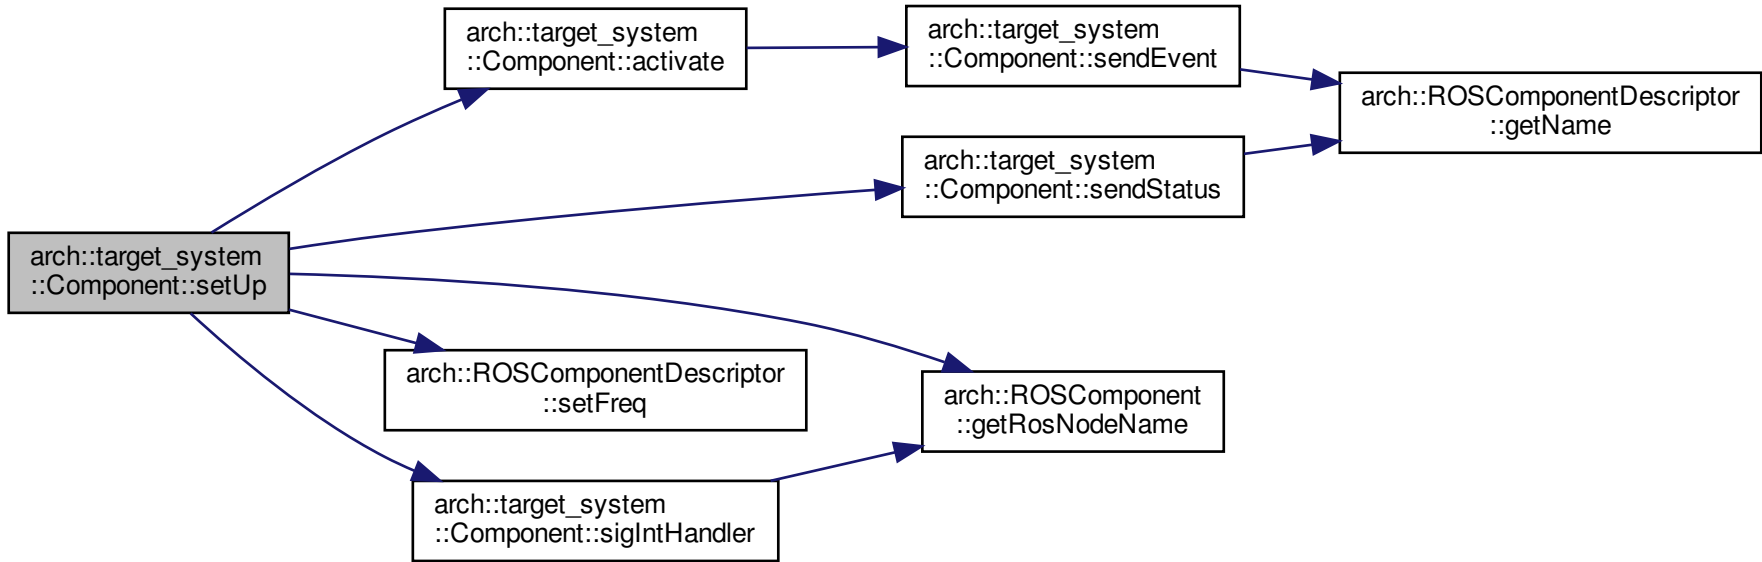 arch::target_system
::Component::setUp
arch::target_system
::Component::activate
arch::target_system
::Component::sendEvent
arch::ROSComponentDescriptor
::getName
arch::target_system
::Component::sendStatus
arch::ROSComponentDescriptor
::setFreq
arch::ROSComponent
::getRosNodeName
arch::target_system
::Component::sigIntHandler